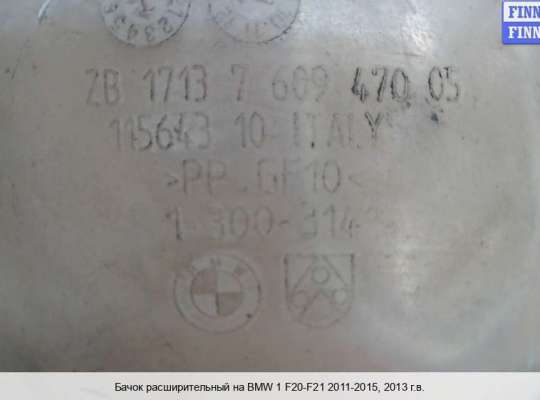 FINN
FINN
ZB 1713 7 609 470 05
115643 10 ITALY
>PP.GF10<
1-300-314
Бачок расширительный на BMW 1 F20-F21 2011-2015, 2013 г.в.